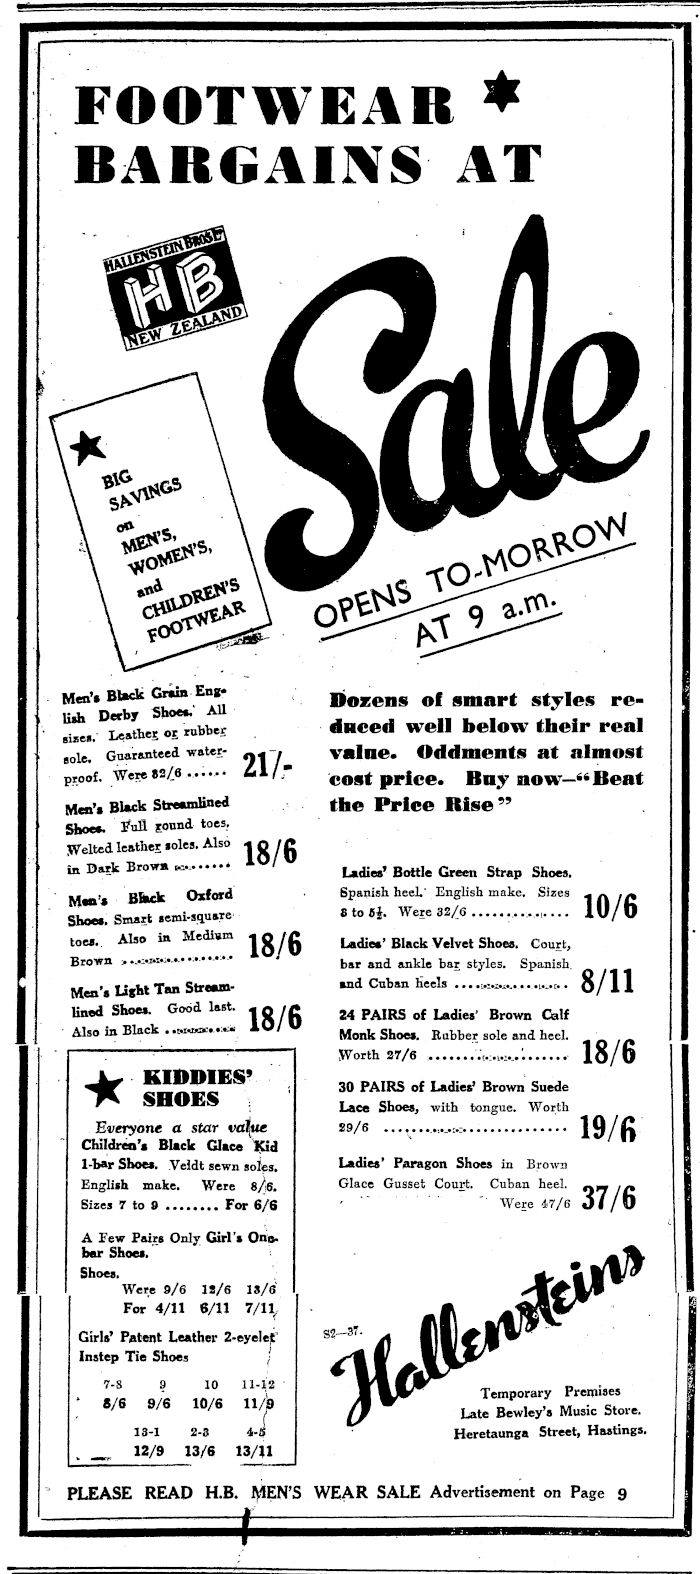 FOOTWEAR
BARGAINS AT
HALLENSTEIN BROS LTD
HB
NEW ZEALAND
Sale
OPENS TO-MORROW
AT 9 a.m.
BIG
SAVINGS
on
MEN'S,
WOMEN'S,
and
CHILDREN'S
FOOTWEAR
Men's Black Grain Eng-
lish Derby Shoes. All
sizes. Leather or rubber
sole. Guaranteed water-
proof. Were 32/6 ...... 21/-
Men's Black Streamlined
Shoes. Full round toes.
Welted leather soles. Also
in Dark Brown ......... 18/6
Men's Black Oxford
Shoes. Smart semi-square
toes. Also in Medium
Brown ................. 18/6
Men's Light Tan Stream-
lined Shoes. Good last.
Also in Black ........... 18/6
KIDDIES'
SHOES
Everyone a star value
Children's Black Glace Kid
1-bar Shoes. Veldt sewn soles.
English make. Were 8/6.
Sizes 7 to 9 ........ For 6/6
A Few Pairs Only Girl's One-
bar Shoes.
Shoes.
Were 9/6 12/6 13/6
For 4/11 6/11 7/11
Girls' Patent Leather 2-eyelet
Instep Tie Shoes
7-8 9 10 11-12
8/6 9/6 10/6 11/9
13-1 2-3 4-5
12/9 13/6 13/11
Dozens of smart styles re-
duced well below their real
value. Oddments at almost
cost price. Buy now—"Beat
the Price Rise"
Ladies' Bottle Green Strap Shoes.
Spanish heel. English make. Sizes
3 to 5½. Were 32/6 .............. 10/6
Ladies' Black Velvet Shoes. Court,
bar and ankle bar styles. Spanish
and Cuban heels ................. 8/11
24 PAIRS of Ladies' Brown Calf
Monk Shoes. Rubber sole and heel.
Worth 27/6 ..................... 18/6
30 PAIRS of Ladies' Brown Suede
Lace Shoes, with tongue. Worth
29/6 ........................... 19/6
Ladies' Paragon Shoes in Brown
Glace Gusset Court. Cuban heel.
Were 47/6 37/6
S2—37.
Hallensteins
Temporary Premises
Late Bewley's Music Store.
Heretaunga Street, Hastings.
PLEASE READ H.B. MEN'S WEAR SALE Advertisement on Page 9